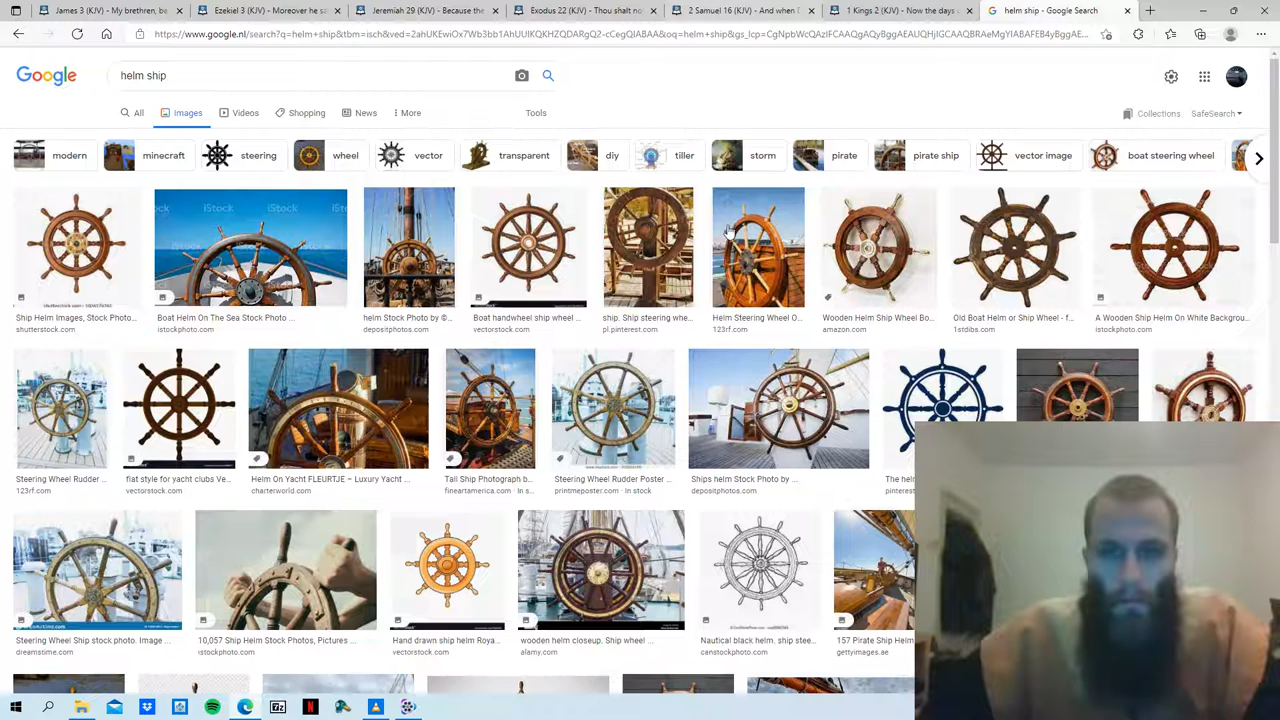 James 3 (KJV) - My brethren, be
Ezekiel 3 (KJV) - Moreover he sa
Jeremiah 29 (KJV) - Because the
Exodus 22 (KJV) - Thou shalt no
2 Samuel 16 (KJV) - And when D
1 Kings 2 (KJV) - Now the days o
helm ship - Google Search
https://www.google.nl/search?q=helm+ship&tbm=isch
Google
helm ship
All Images Videos Shopping News More Tools
Collections SafeSearch
modern minecraft steering wheel vector transparent diy tiller storm pirate pirate ship vector image boat steering wheel
iStock iStock iStock
Ship Helm Images, Stock Photo...
shutterstock.com
Boat Helm On The Sea Stock Photo ...
istockphoto.com
helm Stock Photo by ©...
depositphotos.com
Boat handwheel ship wheel ...
vectorstock.com
ship. Ship steering whe...
pl.pinterest.com
Helm Steering Wheel O...
123rf.com
Wooden Helm Ship Wheel Bo...
amazon.com
Old Boat Helm or Ship Wheel - f...
1stdibs.com
A Wooden Ship Helm On White Backgrou...
istockphoto.com
Steering Wheel Rudder ...
123rf.com
flat style for yacht clubs Ve...
vectorstock.com
Helm On Yacht FLEURTJE – Luxury Yacht ...
charterworld.com
Tall Ship Photograph b...
fineartamerica.com · In s...
Steering Wheel Rudder Poster ...
printmeposter.com · In stock
Ships helm Stock Photo by ...
depositphotos.com
The helm
pinterest
Steering Wheel Ship stock photo. Image ...
dreamstime.com
10,057 Ship Helm Stock Photos, Pictures ...
istockphoto.com
Hand drawn ship helm Roya...
vectorstock.com
wooden helm closeup. Ship wheel ...
alamy.com
Nautical black helm. ship stee...
canstockphoto.com
157 Pirate Ship Helm
gettyimages.ae